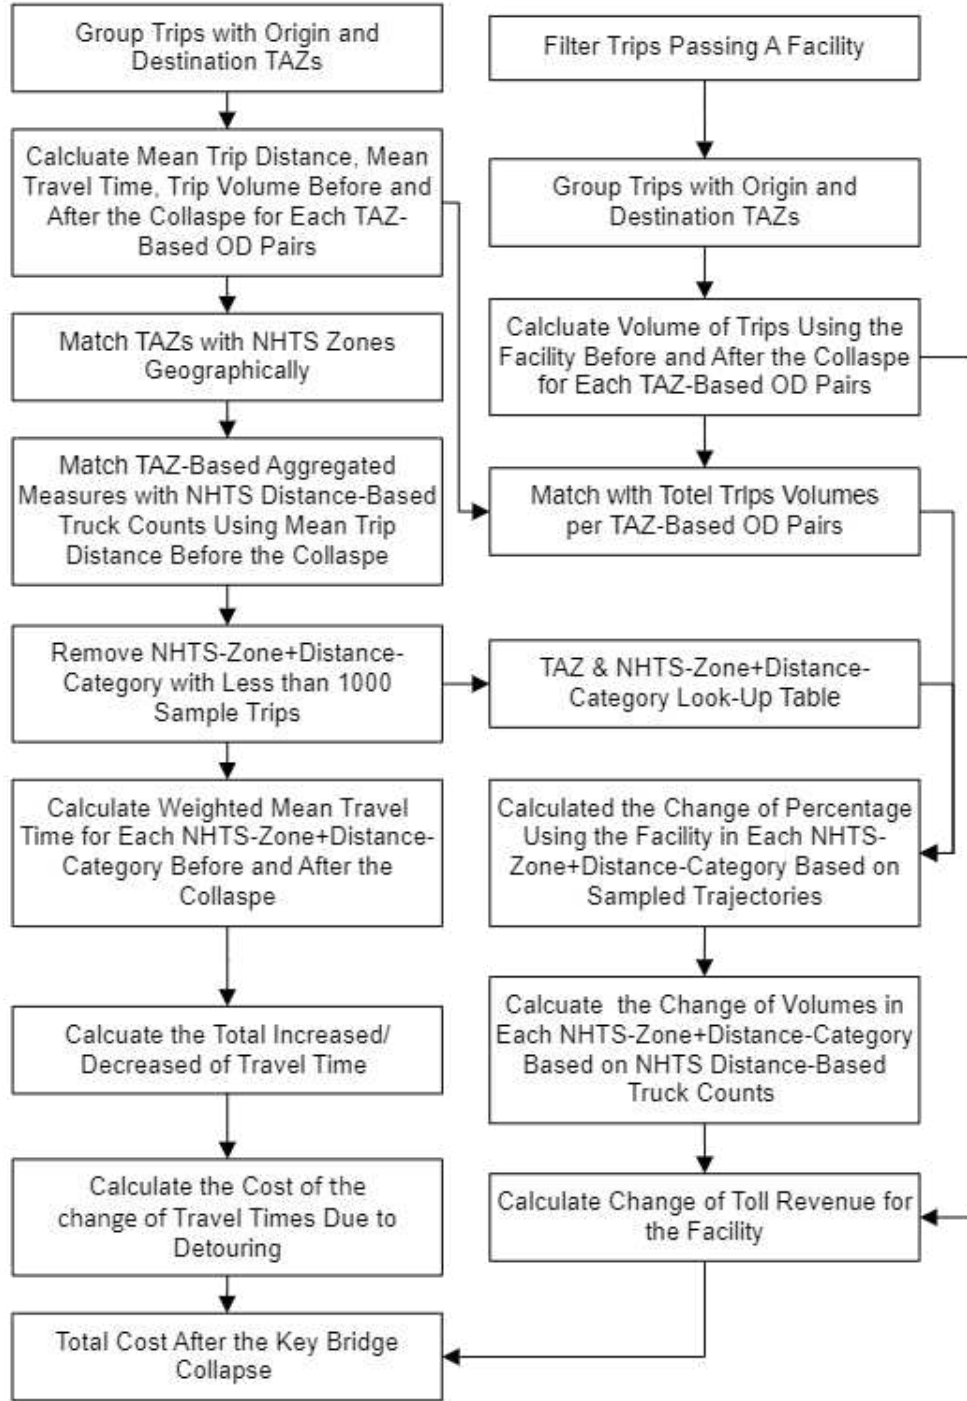 Group Trips with Origin and
Destination TAZs
Calcluate Mean Trip Distance, Mean
Travel Time, Trip Volume Before and
After the Collaspe for Each TAZ-
Based OD Pairs
Match TAZs with NHTS Zones
Geographically
Match TAZ-Based Aggregated
Measures with NHTS Distance-Based
Truck Counts Using Mean Trip
Distance Before the Collaspe
Remove NHTS-Zone+Distance-
Category with Less than 1000
Sample Trips
Calculate Weighted Mean Travel
Time for Each NHTS-Zone+Distance-
Category Before and After the
Collaspe
Calcuate the Total Increased/
Decreased of Travel Time
Calculate the Cost of the
change of Travel Times Due to
Detouring
Total Cost After the Key Bridge
Collapse
Filter Trips Passing A Facility
Group Trips with Origin and
Destination TAZs
Calcluate Volume of Trips Using the
Facility Before and After the Collaspe
for Each TAZ-Based OD Pairs
Match with Totel Trips Volumes
per TAZ-Based OD Pairs
TAZ & NHTS-Zone+Distance-
Category Look-Up Table
Calculated the Change of Percentage
Using the Facility in Each NHTS-
Zone+Distance-Category Based on
Sampled Trajectories
Calcuate the Change of Volumes in
Each NHTS-Zone+Distance-Category
Based on NHTS Distance-Based
Truck Counts
Calculate Change of Toll Revenue for
the Facility